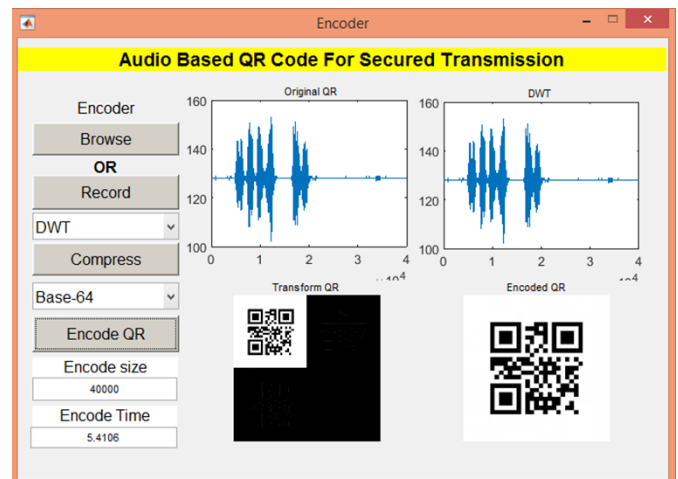 Encoder
Audio Based QR Code For Secured Transmission
Encoder
Browse
OR
Record
DWT
Compress
Base-64
Encode QR
Encode size
40000
Encode Time
5.4106
Original QR
160
140
120
100
0 1 2 3 4
DWT
160
140
120
100
0 1 2 3 4
Transform QR
Encoded QR